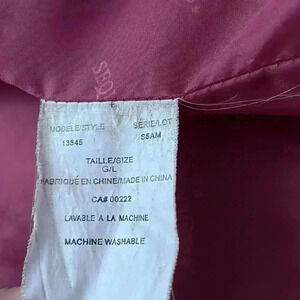 MODELE/STYLE SERIE/LOT
13545 S5AM
TAILLE/SIZE
G/L
FABRIQUÉ EN CHINE/MADE IN CHINA
CA# 00222
LAVABLE A LA MACHINE
MACHINE WASHABLE